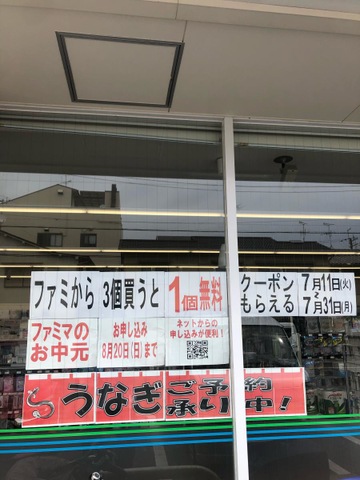 ファミから 3個買うと 1個無料 クーポンもらえる 7月11日(火)〜7月31日(月)
ファミマの
お中元
お申し込み
8月20日(日)まで
ネットからの
申し込みが便利!
うなぎご予約承り中!